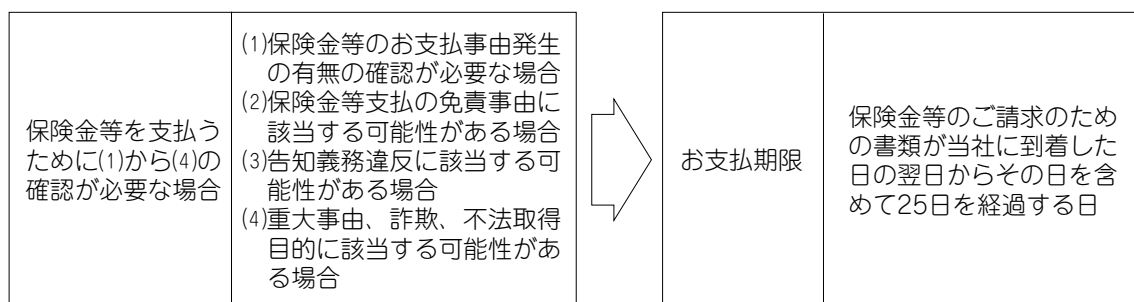 保険金等を支払う
ために⑴から⑷の
確認が必要な場合
⑴保険金等のお支払事由発生
の有無の確認が必要な場合
⑵保険金等支払の免責事由に
該当する可能性がある場合
⑶告知義務違反に該当する可
能性がある場合
⑷重大事由、詐欺、不法取得
目的に該当する可能性があ
る場合
お支払期限
保険金等のご請求のため
の書類が当社に到着した
日の翌日からその日を含
めて25日を経過する日